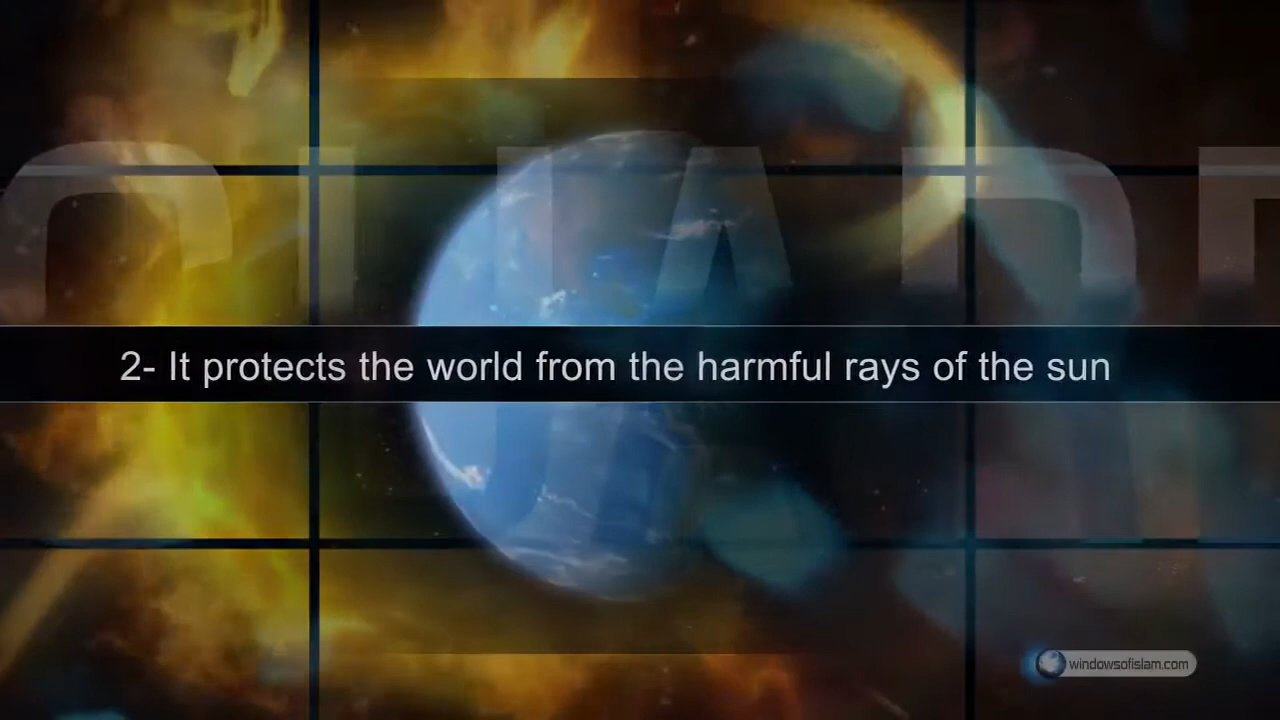 2- It protects the world from the harmful rays of the sun
windowsofislam.com